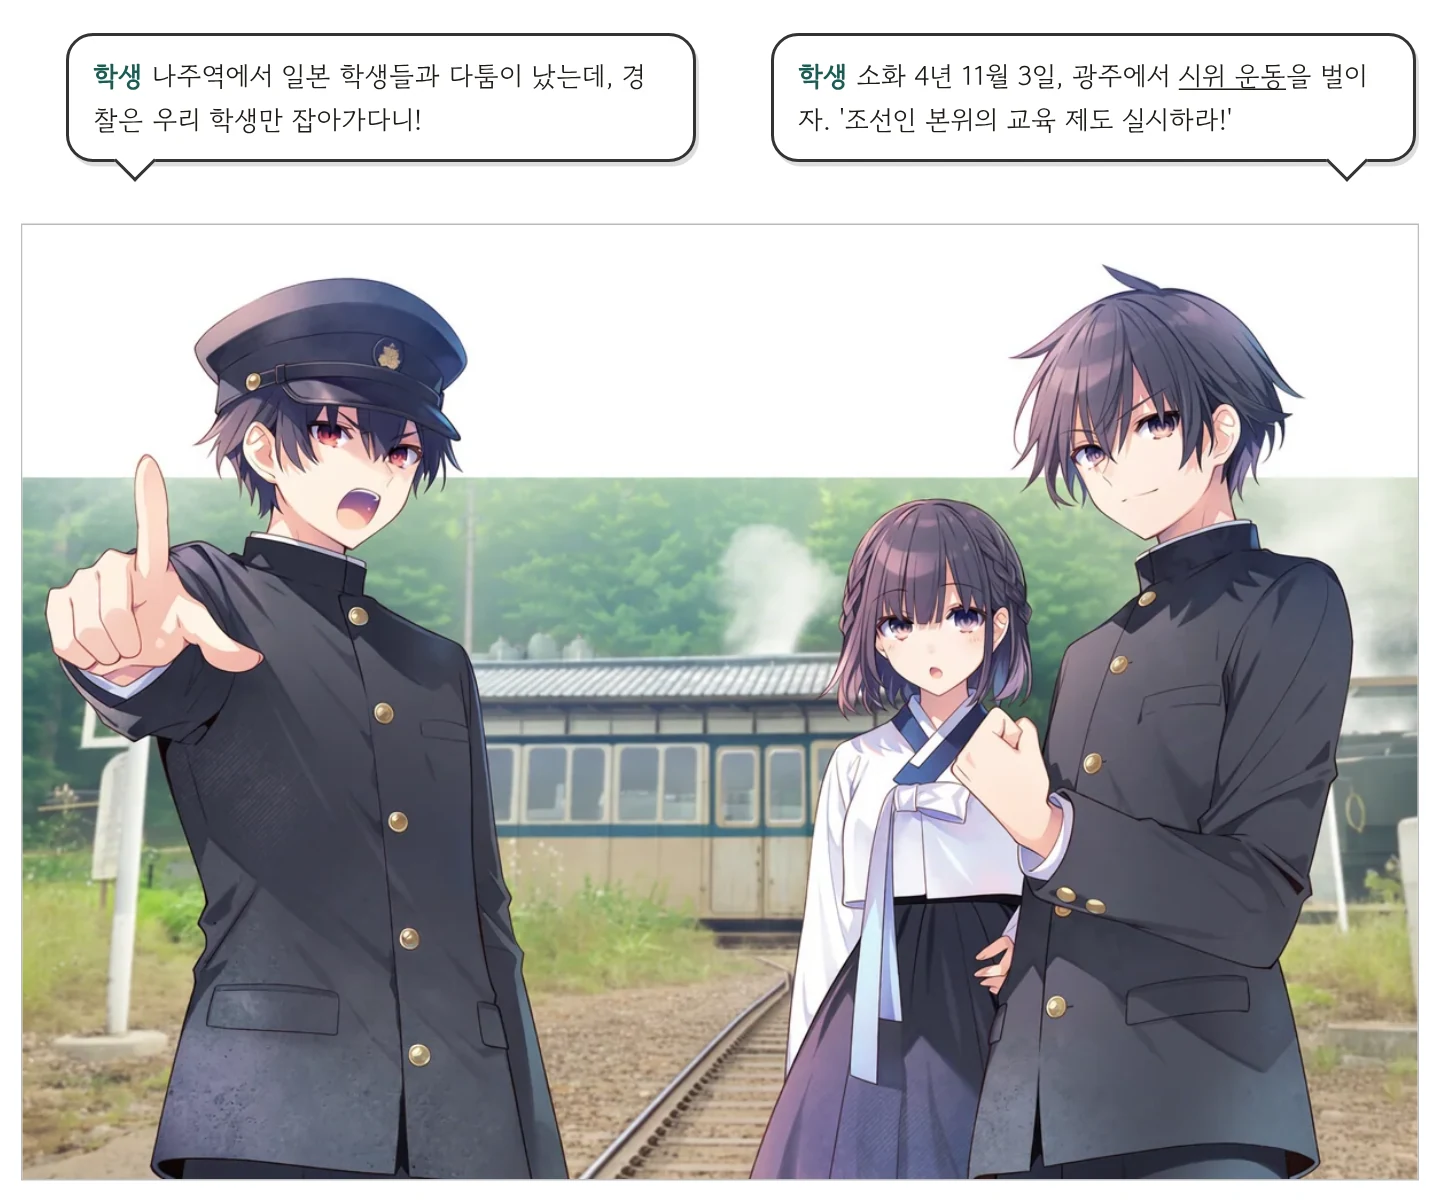 학생 나주역에서 일본 학생들과 다툼이 났는데, 경
찰은 우리 학생만 잡아가다니!
학생 소화 4년 11월 3일, 광주에서 시위 운동을 벌이
자. '조선인 본위의 교육 제도 실시하라!'